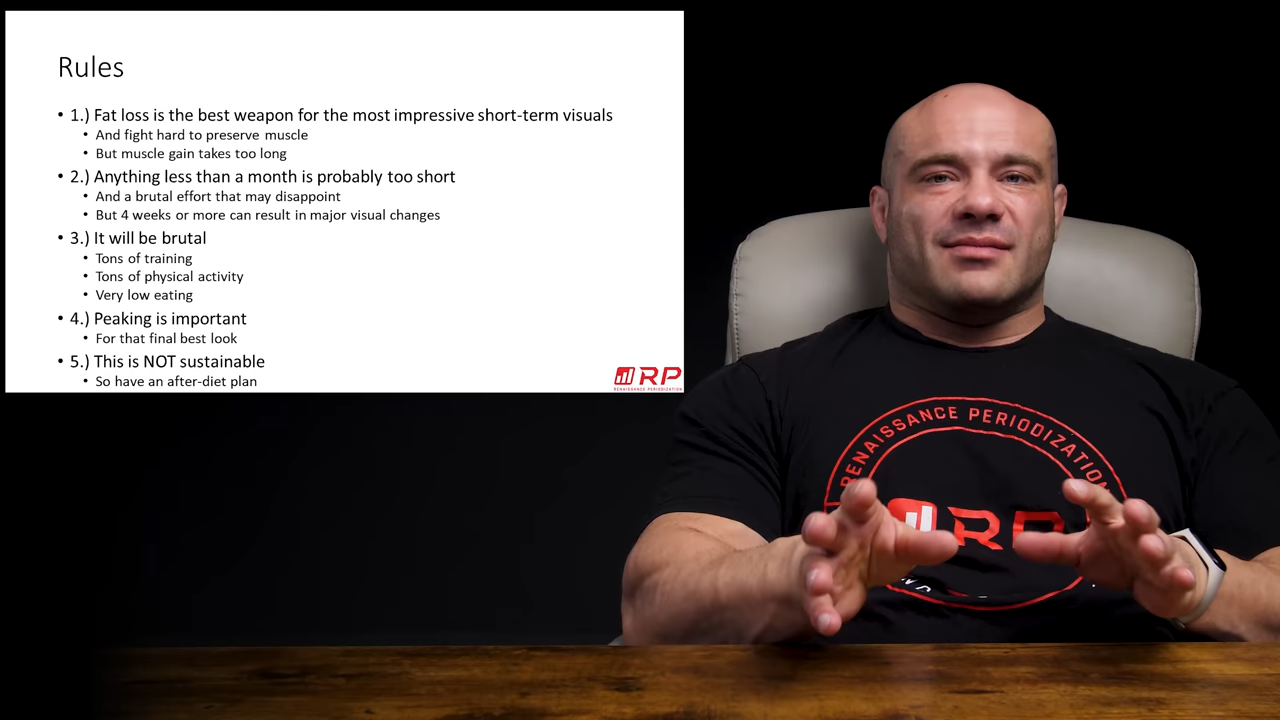 Rules
• 1.) Fat loss is the best weapon for the most impressive short-term visuals
• And fight hard to preserve muscle
• But muscle gain takes too long
• 2.) Anything less than a month is probably too short
• And a brutal effort that may disappoint
• But 4 weeks or more can result in major visual changes
• 3.) It will be brutal
• Tons of training
• Tons of physical activity
• Very low eating
• 4.) Peaking is important
• For that final best look
• 5.) This is NOT sustainable
• So have an after-diet plan
RP
RENAISSANCE PERIODIZATION
RENAISSANCE PERIODIZATION
RP